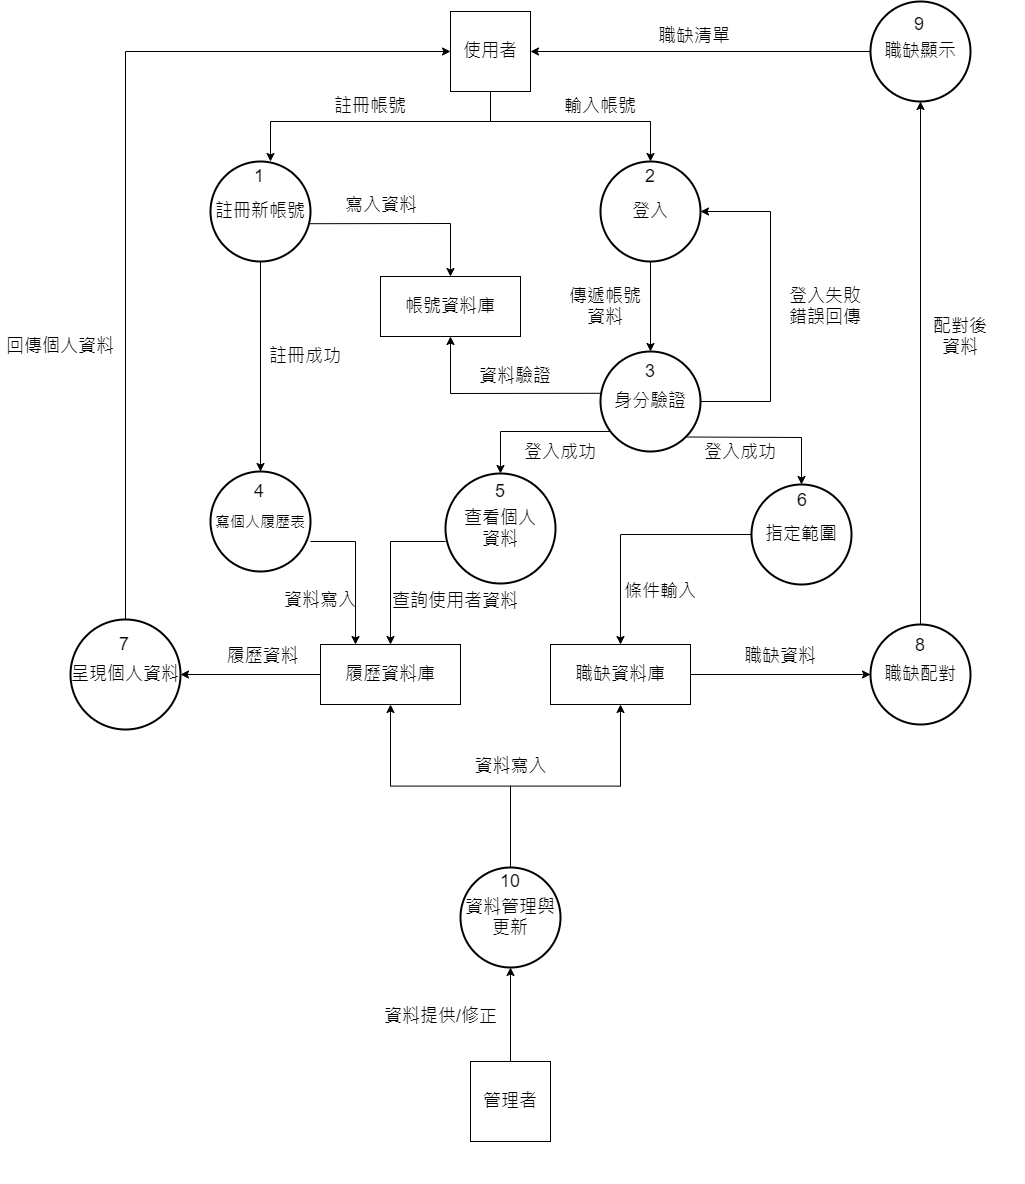 9
職缺顯示
使用者
職缺清單
註冊帳號
輸入帳號
1
註冊新帳號
寫入資料
2
登入
帳號資料庫
傳遞帳號
資料
登入失敗
錯誤回傳
回傳個人資料
配對後
資料
註冊成功
資料驗證
3
身分驗證
登入成功
登入成功
4
寫個人履歷表
5
查看個人
資料
6
指定範圍
資料寫入
查詢使用者資料
條件輸入
7
呈現個人資料
履歷資料
履歷資料庫
職缺資料庫
職缺資料
8
職缺配對
資料寫入
10
資料管理與
更新
資料提供/修正
管理者